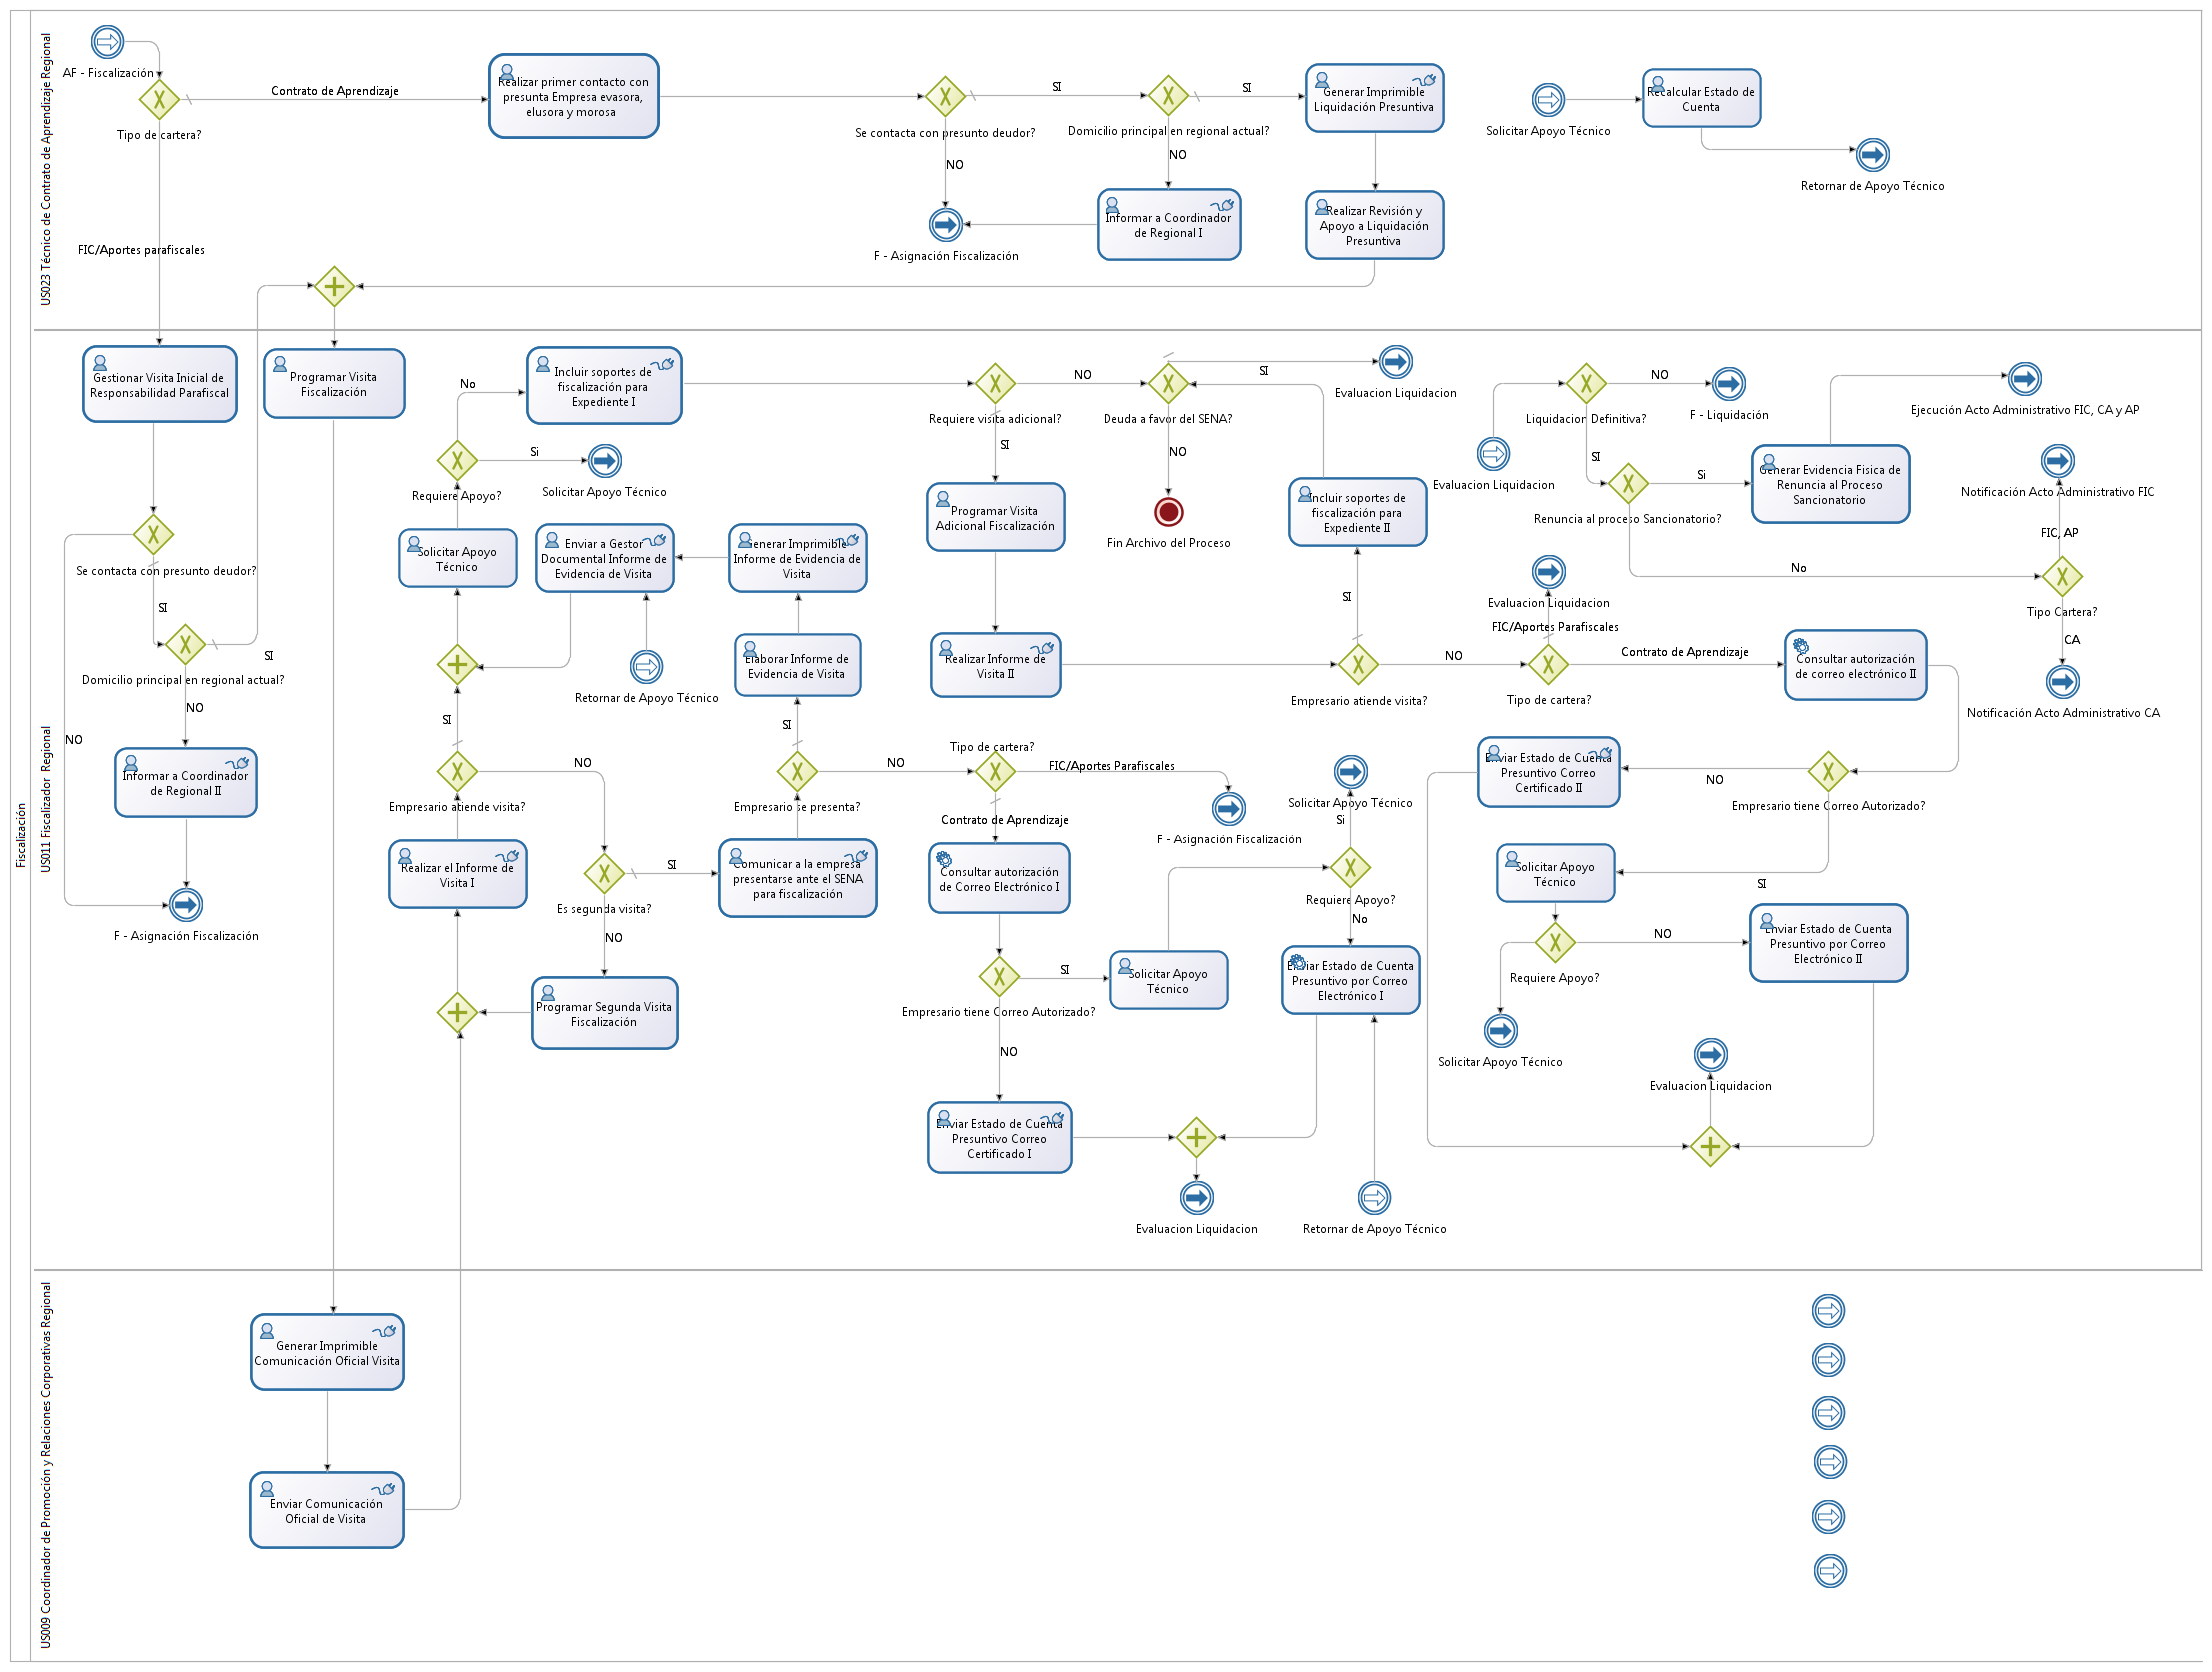 Fiscalización
US023 Técnico de Contrato de Aprendizaje Regional
AF - Fiscalización
Tipo de cartera?
Contrato de Aprendizaje
FIC/Aportes parafiscales
Realizar primer contacto con
presunta Empresa evasora,
elusora y morosa
Se contacta con presunto deudor?
SI
NO
F - Asignación Fiscalización
Domicilio principal en regional actual?
SI
NO
Informar a Coordinador
de Regional I
Generar Imprimible
Liquidación Presuntiva
Realizar Revisión y
Apoyo a Liquidación
Presuntiva
Solicitar Apoyo Técnico
Recalcular Estado de
Cuenta
Retornar de Apoyo Técnico
US011 Fiscalizador  Regional
Gestionar Visita Inicial de
Responsabilidad Parafiscal
Programar Visita
Fiscalización
Se contacta con presunto deudor?
SI
NO
Domicilio principal en regional actual?
SI
NO
Informar a Coordinador
de Regional II
F - Asignación Fiscalización
No
Incluir soportes de
fiscalización para
Expediente I
Si
Requiere Apoyo?
Solicitar Apoyo Técnico
Solicitar Apoyo
Técnico
Enviar a Gestor
Documental Informe de
Evidencia de Visita
Generar Imprimible
Informe de Evidencia de
Visita
Retornar de Apoyo Técnico
Elaborar Informe de
Evidencia de Visita
SI
SI
Empresario atiende visita?
NO
Empresario se presenta?
NO
Realizar el Informe de
Visita I
SI
Es segunda visita?
NO
Comunicar a la empresa
presentarse ante el SENA
para fiscalización
Programar Segunda Visita
Fiscalización
Requiere visita adicional?
NO
SI
Deuda a favor del SENA?
SI
NO
Evaluacion Liquidacion
Fin Archivo del Proceso
Programar Visita
Adicional Fiscalización
Incluir soportes de
fiscalización para
Expediente II
Realizar Informe de
Visita II
SI
Empresario atiende visita?
NO
Evaluacion Liquidacion
FIC/Aportes Parafiscales
Tipo de cartera?
Contrato de Aprendizaje
Consultar autorización
de correo electrónico II
Evaluacion Liquidacion
Liquidacion Definitiva?
NO
F - Liquidación
SI
Renuncia al proceso Sancionatorio?
Si
No
Generar Evidencia Fisica de
Renuncia al Proceso
Sancionatorio
Ejecución Acto Administrativo FIC, CA y AP
Notificación Acto Administrativo FIC
FIC, AP
Tipo Cartera?
CA
Notificación Acto Administrativo CA
Tipo de cartera?
FIC/Aportes Parafiscales
Contrato de Aprendizaje
F - Asignación Fiscalización
Consultar autorización
de Correo Electrónico I
Empresario tiene Correo Autorizado?
SI
NO
Solicitar Apoyo
Técnico
Solicitar Apoyo Técnico
Si
Requiere Apoyo?
No
Enviar Estado de Cuenta
Presuntivo por Correo
Electrónico I
Enviar Estado de Cuenta
Presuntivo Correo
Certificado I
Evaluacion Liquidacion
Retornar de Apoyo Técnico
Enviar Estado de Cuenta
Presuntivo Correo
Certificado II
NO
Empresario tiene Correo Autorizado?
SI
Solicitar Apoyo
Técnico
Requiere Apoyo?
NO
Enviar Estado de Cuenta
Presuntivo por Correo
Electrónico II
Solicitar Apoyo Técnico
Evaluacion Liquidacion
US009 Coordinador de Promoción y Relaciones Corporativas Regional
Generar Imprimible
Comunicación Oficial Visita
Enviar Comunicación
Oficial de Visita